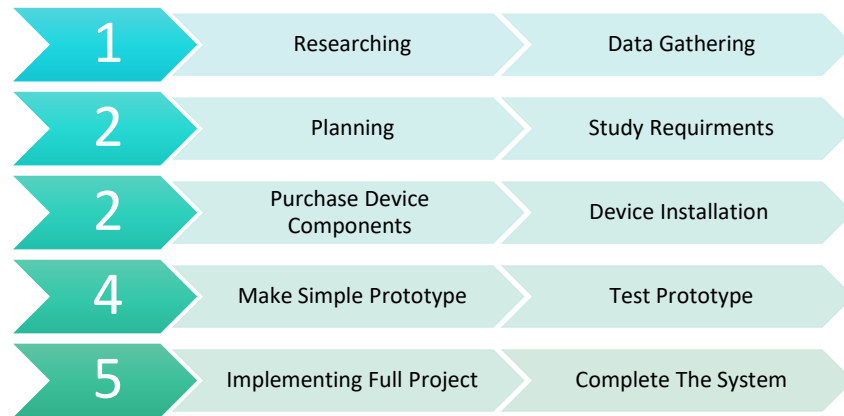 1 Researching Data Gathering
2 Planning Study Requirments
2 Purchase Device Components Device Installation
4 Make Simple Prototype Test Prototype
5 Implementing Full Project Complete The System